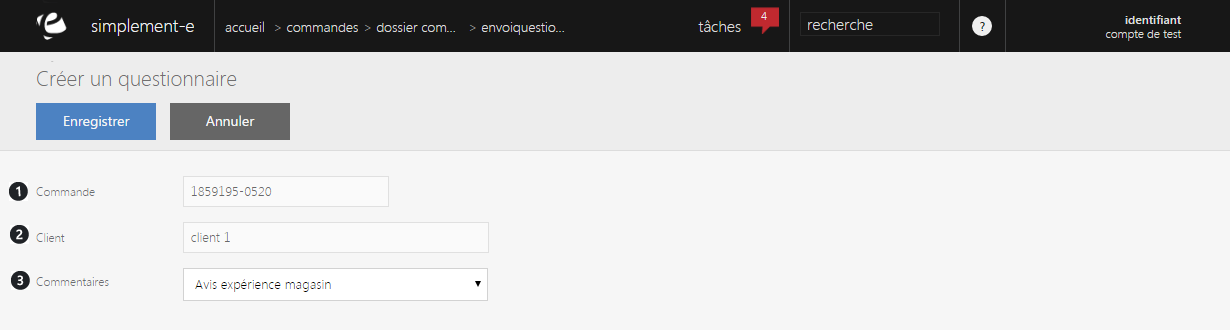 simplement-e accueil > commandes > dossier com... > envoiquestio... tâches 4 recherche ? identifiant
compte de test
Créer un questionnaire
Enregistrer Annuler
1 Commande 1859195-0520
2 Client client 1
3 Commentaires Avis expérience magasin